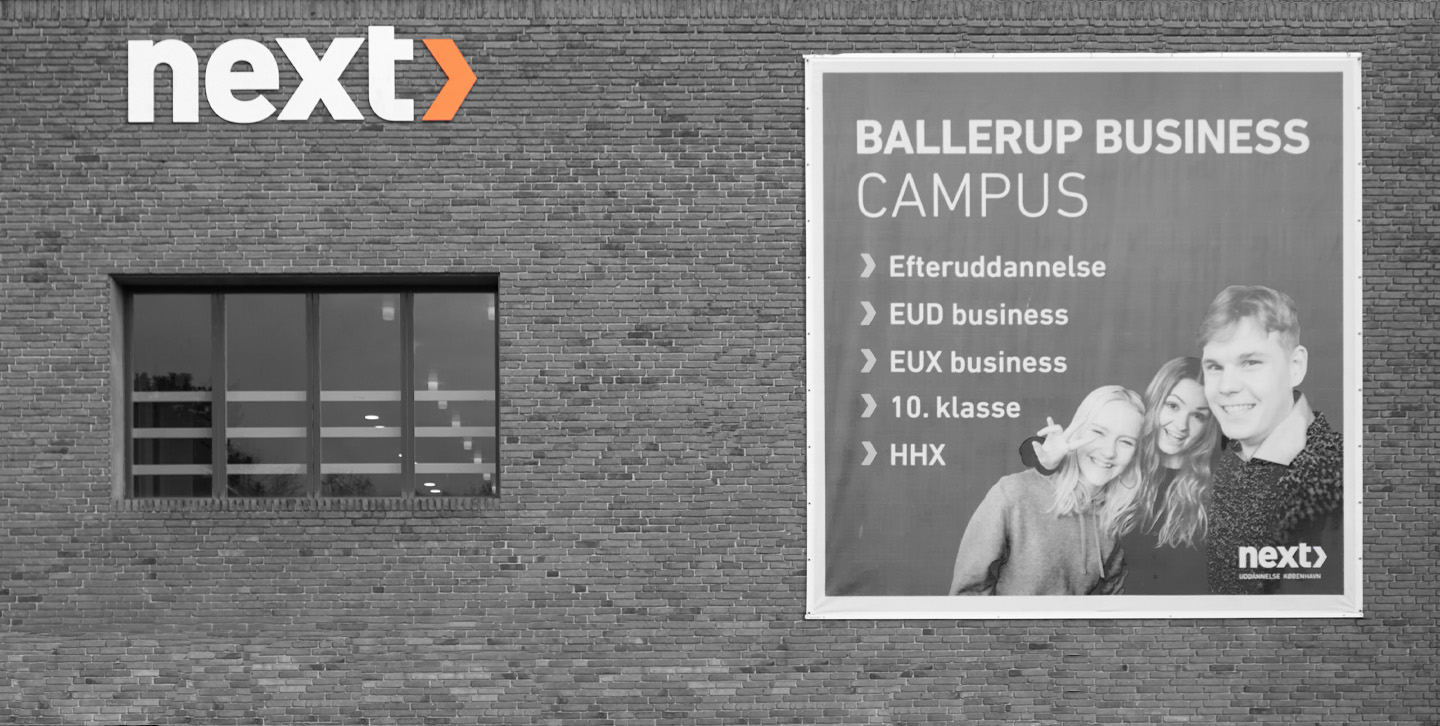 next
BALLERUP BUSINESS
CAMPUS
Efteruddannelse
EUD business
EUX business
10. klasse
HHX
next
UDDANNELSE KØBENHAVN